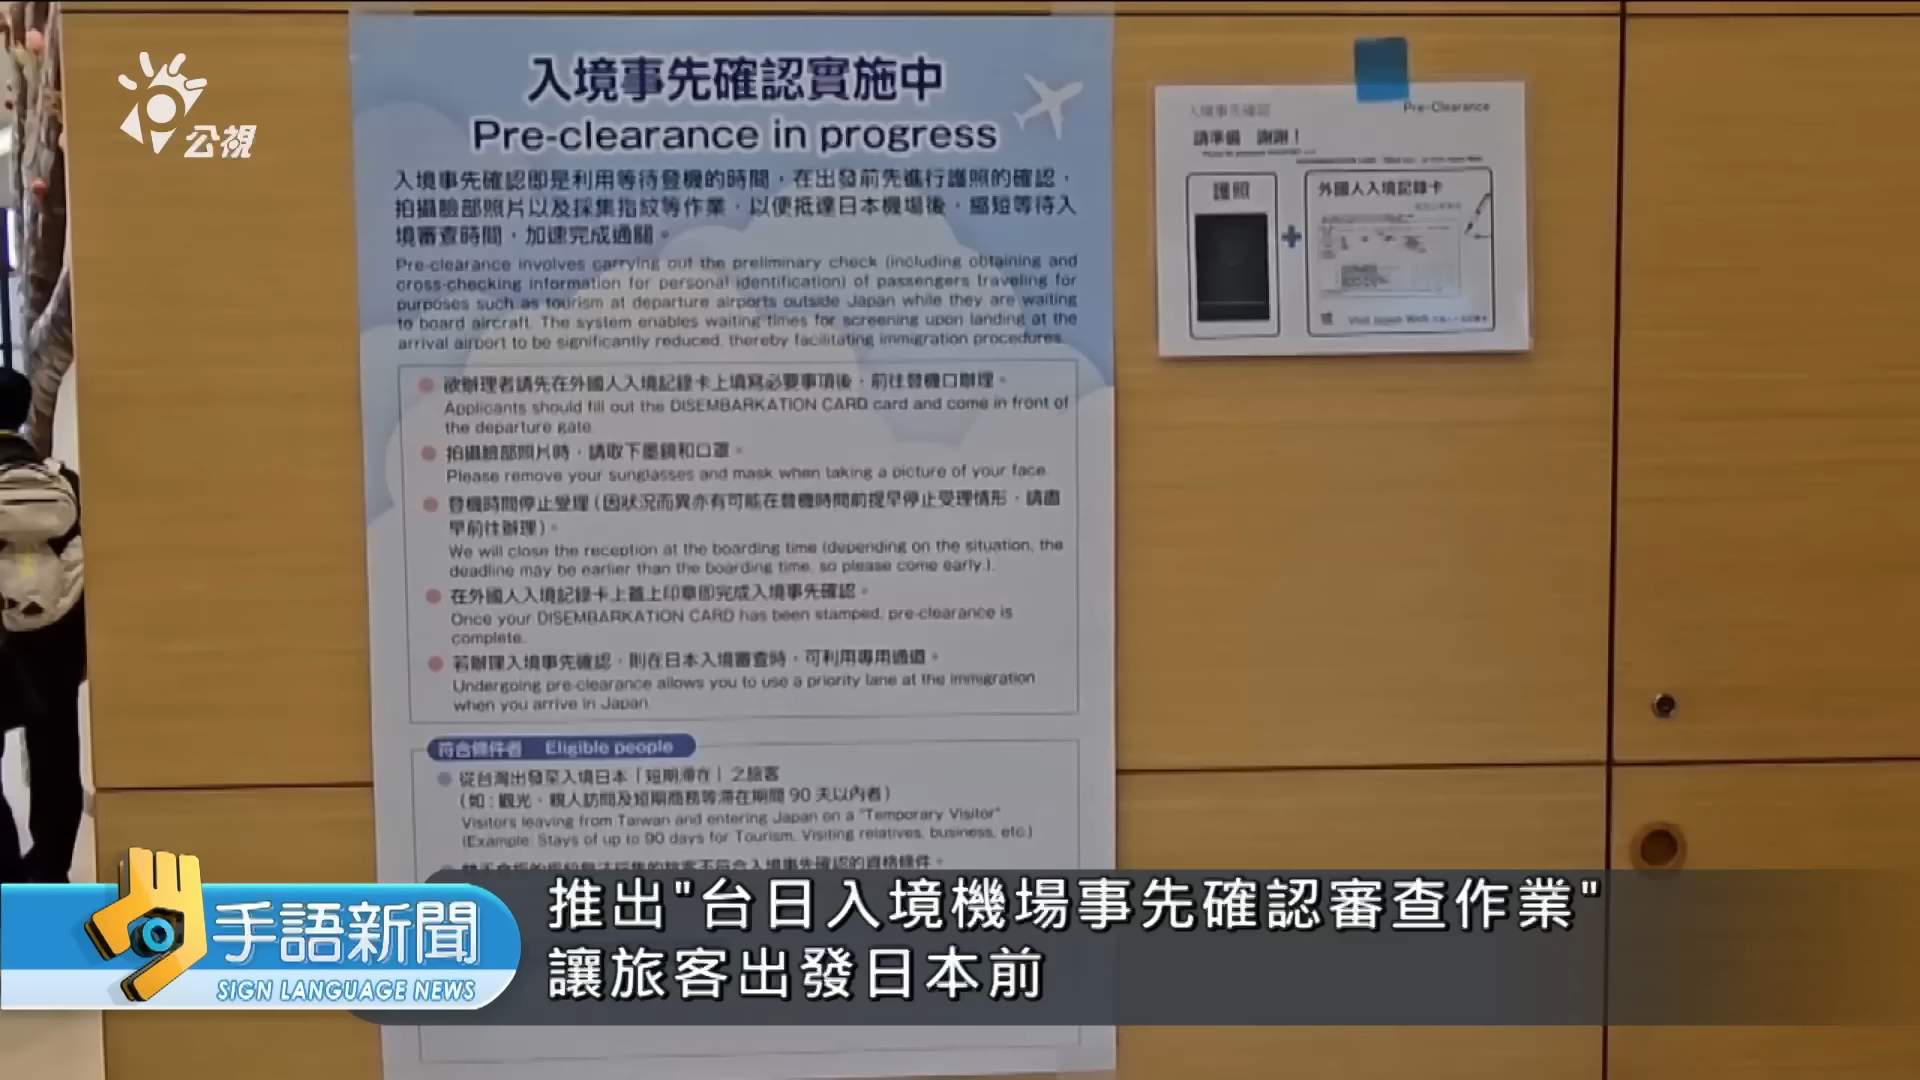 公視
入境事先確認實施中
Pre-clearance in progress
入境事先確認即是利用等待登機的時間，在出發前先進行護照的確認，
拍攝臉部照片以及採集指紋等作業，以便抵達日本機場後，縮短等待入
境審查時間，加速完成通關。
Pre-clearance involves carrying out the preliminary check (including obtaining and
cross-checking information for personal identification) of passengers traveling for
purposes such as tourism at departure airports outside Japan while they are waiting
to board aircraft. The system enables waiting times for screening upon landing at the
arrival airport to be significantly reduced, thereby facilitating immigration procedures.
欲辦理者請先在外國人入境記錄卡上填寫必要事項後，前往登機口辦理。
Applicants should fill out the DISEMBARKATION CARD card and come in front of
the departure gate.
拍攝臉部照片時，請取下墨鏡和口罩。
Please remove your sunglasses and mask when taking a picture of your face.
登機時間停止受理（因狀況而異亦有可能在登機時間前提早停止受理情形，請盡
早前往辦理）。
We will close the reception at the boarding time (depending on the situation, the
deadline may be earlier than the boarding time, so please come early.).
在外國人入境記錄卡上蓋上印章即完成入境事先確認。
Once your DISEMBARKATION CARD has been stamped, pre-clearance is
complete.
若辦理入境事先確認，則在日本入境審查時，可利用專用通道。
Undergoing pre-clearance allows you to use a priority lane at the immigration
when you arrive in Japan.
符合條件者 Eligible people
從台灣出發至入境日本「短期滯在」之旅客
（如：觀光、親人訪問及短期商務等滯在期間 90 天以內者）
Visitors leaving from Taiwan and entering Japan on a "Temporary Visitor"
(Example: Stays of up to 90 days for Tourism, Visiting relatives, business, etc.)
入境事先確認 Pre-Clearance
請準備 謝謝！
護照
+
外國人入境記錄卡
或 Visit Japan Web
手語新聞
SIGN LANGUAGE NEWS
推出"台日入境機場事先確認審查作業"
讓旅客出發日本前